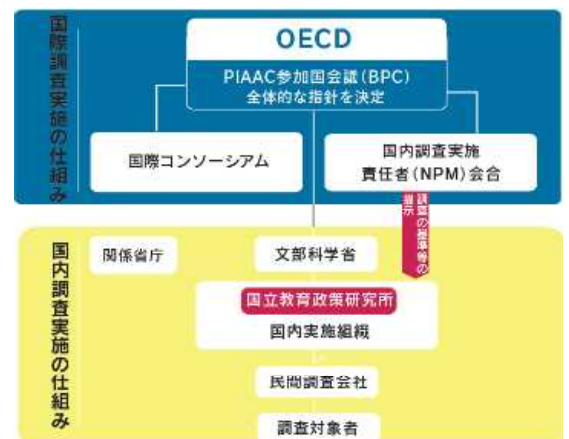 国際調査実施の仕組み
OECD
PIAAC参加国会議(BPC)
全体的な指針を決定
国際コンソーシアム
国内調査実施
責任者(NPM)会合
調査の基準等の
指示
国内調査実施の仕組み
関係省庁
文部科学省
国立教育政策研究所
国内実施組織
民間調査会社
調査対象者